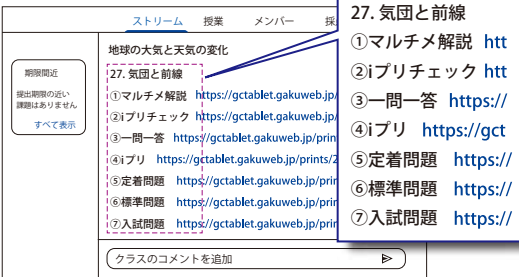 ストリーム 授業 メンバー
期限間近
提出期限の近い
課題はありません
すべて表示
地球の大気と天気の変化
27. 気団と前線
①マルチメ解説 https://gctablet.gakuweb.jp/
②iプリチェック https://gctablet.gakuweb.jp/
③一問一答 https://gctablet.gakuweb.jp/prin
④iプリ https://gctablet.gakuweb.jp/prints/2
⑤定着問題 https://gctablet.gakuweb.jp/prin
⑥標準問題 https://gctablet.gakuweb.jp/prin
⑦入試問題 https://gctablet.gakuweb.jp/prin
クラスのコメントを追加
27. 気団と前線
①マルチメ解説 htt
②iプリチェック htt
③一問一答 https://
④iプリ https://gct
⑤定着問題 https://
⑥標準問題 https://
⑦入試問題 https://